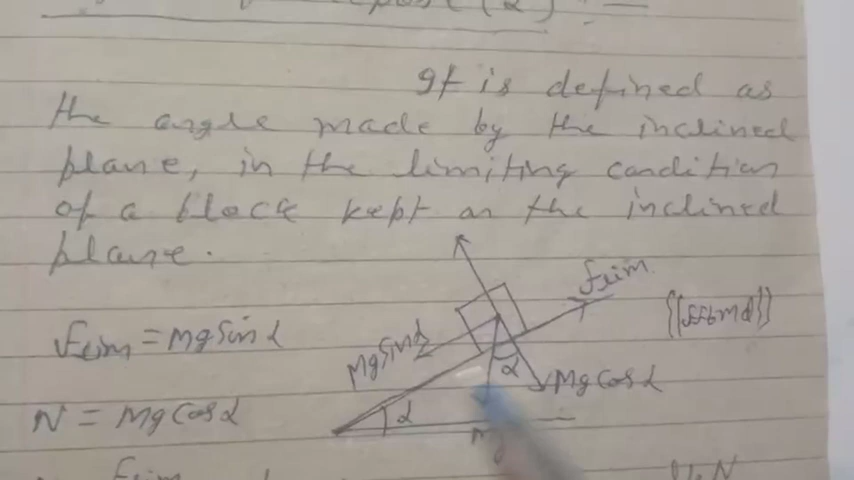 It is defined as
the angle made by the inclined
plane, in the limiting condition
of a block kept on the inclined
plane.
flim
flim = Mg Sin α
Mg Sin α
α
Mg Cos α
N = Mg Cos α
α
flim